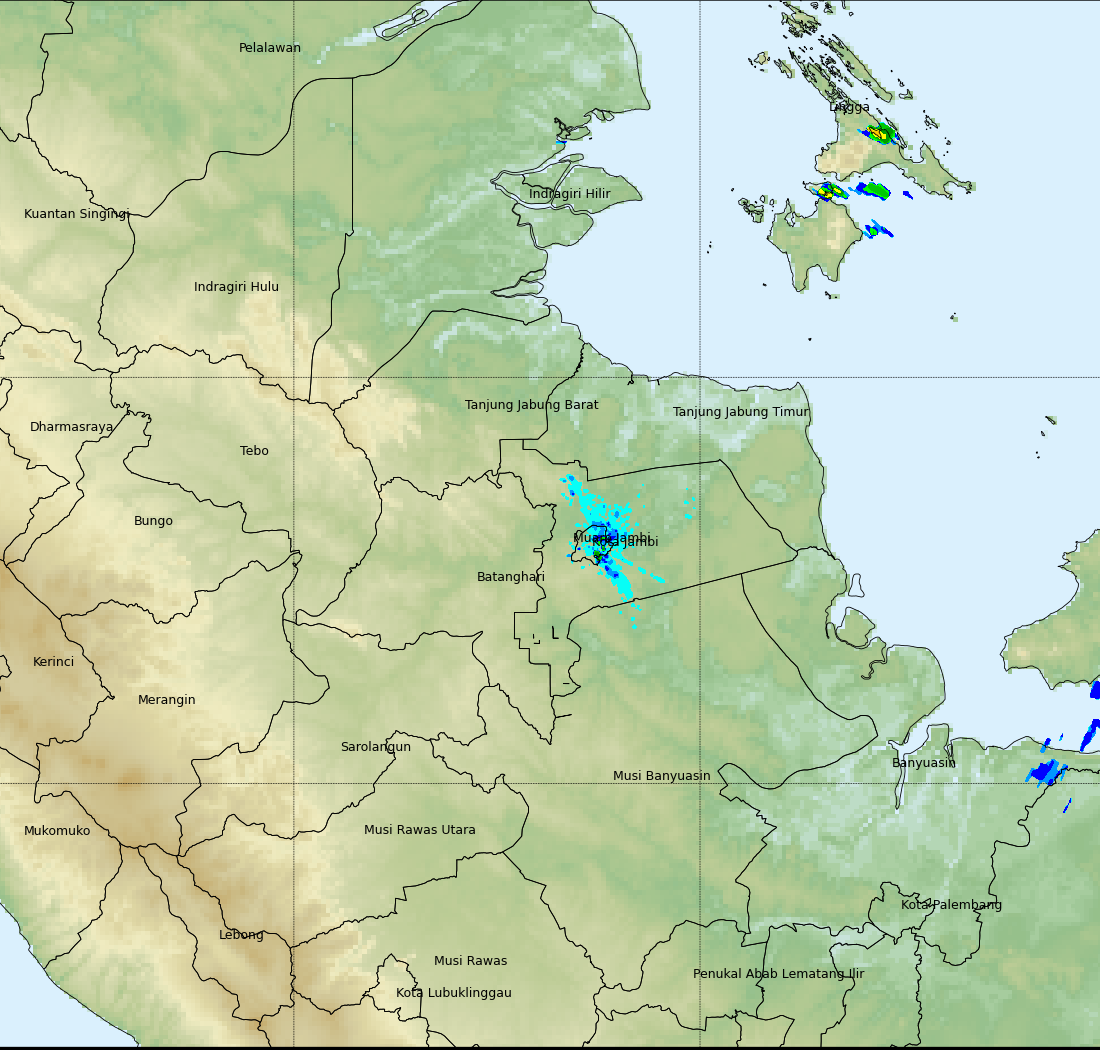 Pelalawan
Lingga
Indragiri Hilir
Kuantan Singingi
Indragiri Hulu
Tanjung Jabung Barat
Tanjung Jabung Timur
Dharmasraya
Tebo
Bungo
Muaro Jambi
Kota Jambi
Batanghari
Kerinci
Merangin
Sarolangun
Banyuasin
Musi Banyuasin
Mukomuko
Musi Rawas Utara
Kota Palembang
Lebong
Musi Rawas
Penukal Abab Lematang Ilir
Kota Lubuklinggau